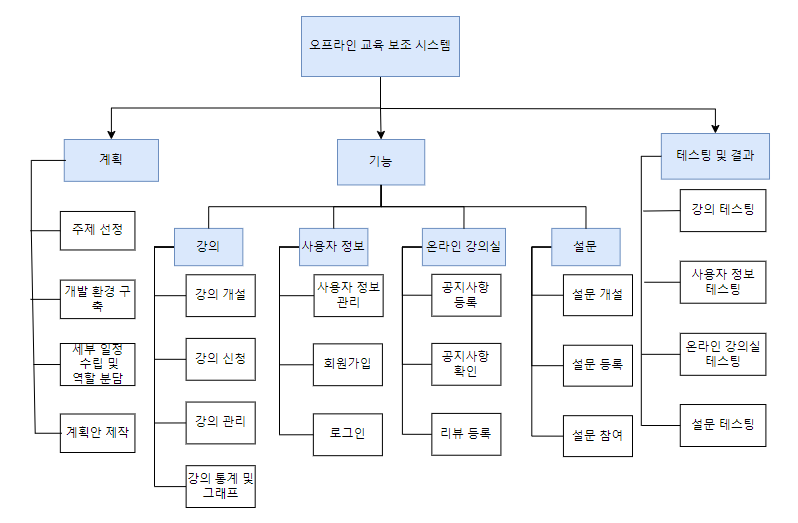 오프라인 교육 보조 시스템
계획
기능
테스팅 및 결과
주제 선정
개발 환경 구
축
세부 일정
수립 및
역할 분담
계획안 제작
강의
사용자 정보
온라인 강의실
설문
강의 개설
강의 신청
강의 관리
강의 통계 및
그래프
사용자 정보
관리
회원가입
로그인
공지사항
등록
공지사항
확인
리뷰 등록
설문 개설
설문 등록
설문 참여
강의 테스팅
사용자 정보
테스팅
온라인 강의실
테스팅
설문 테스팅